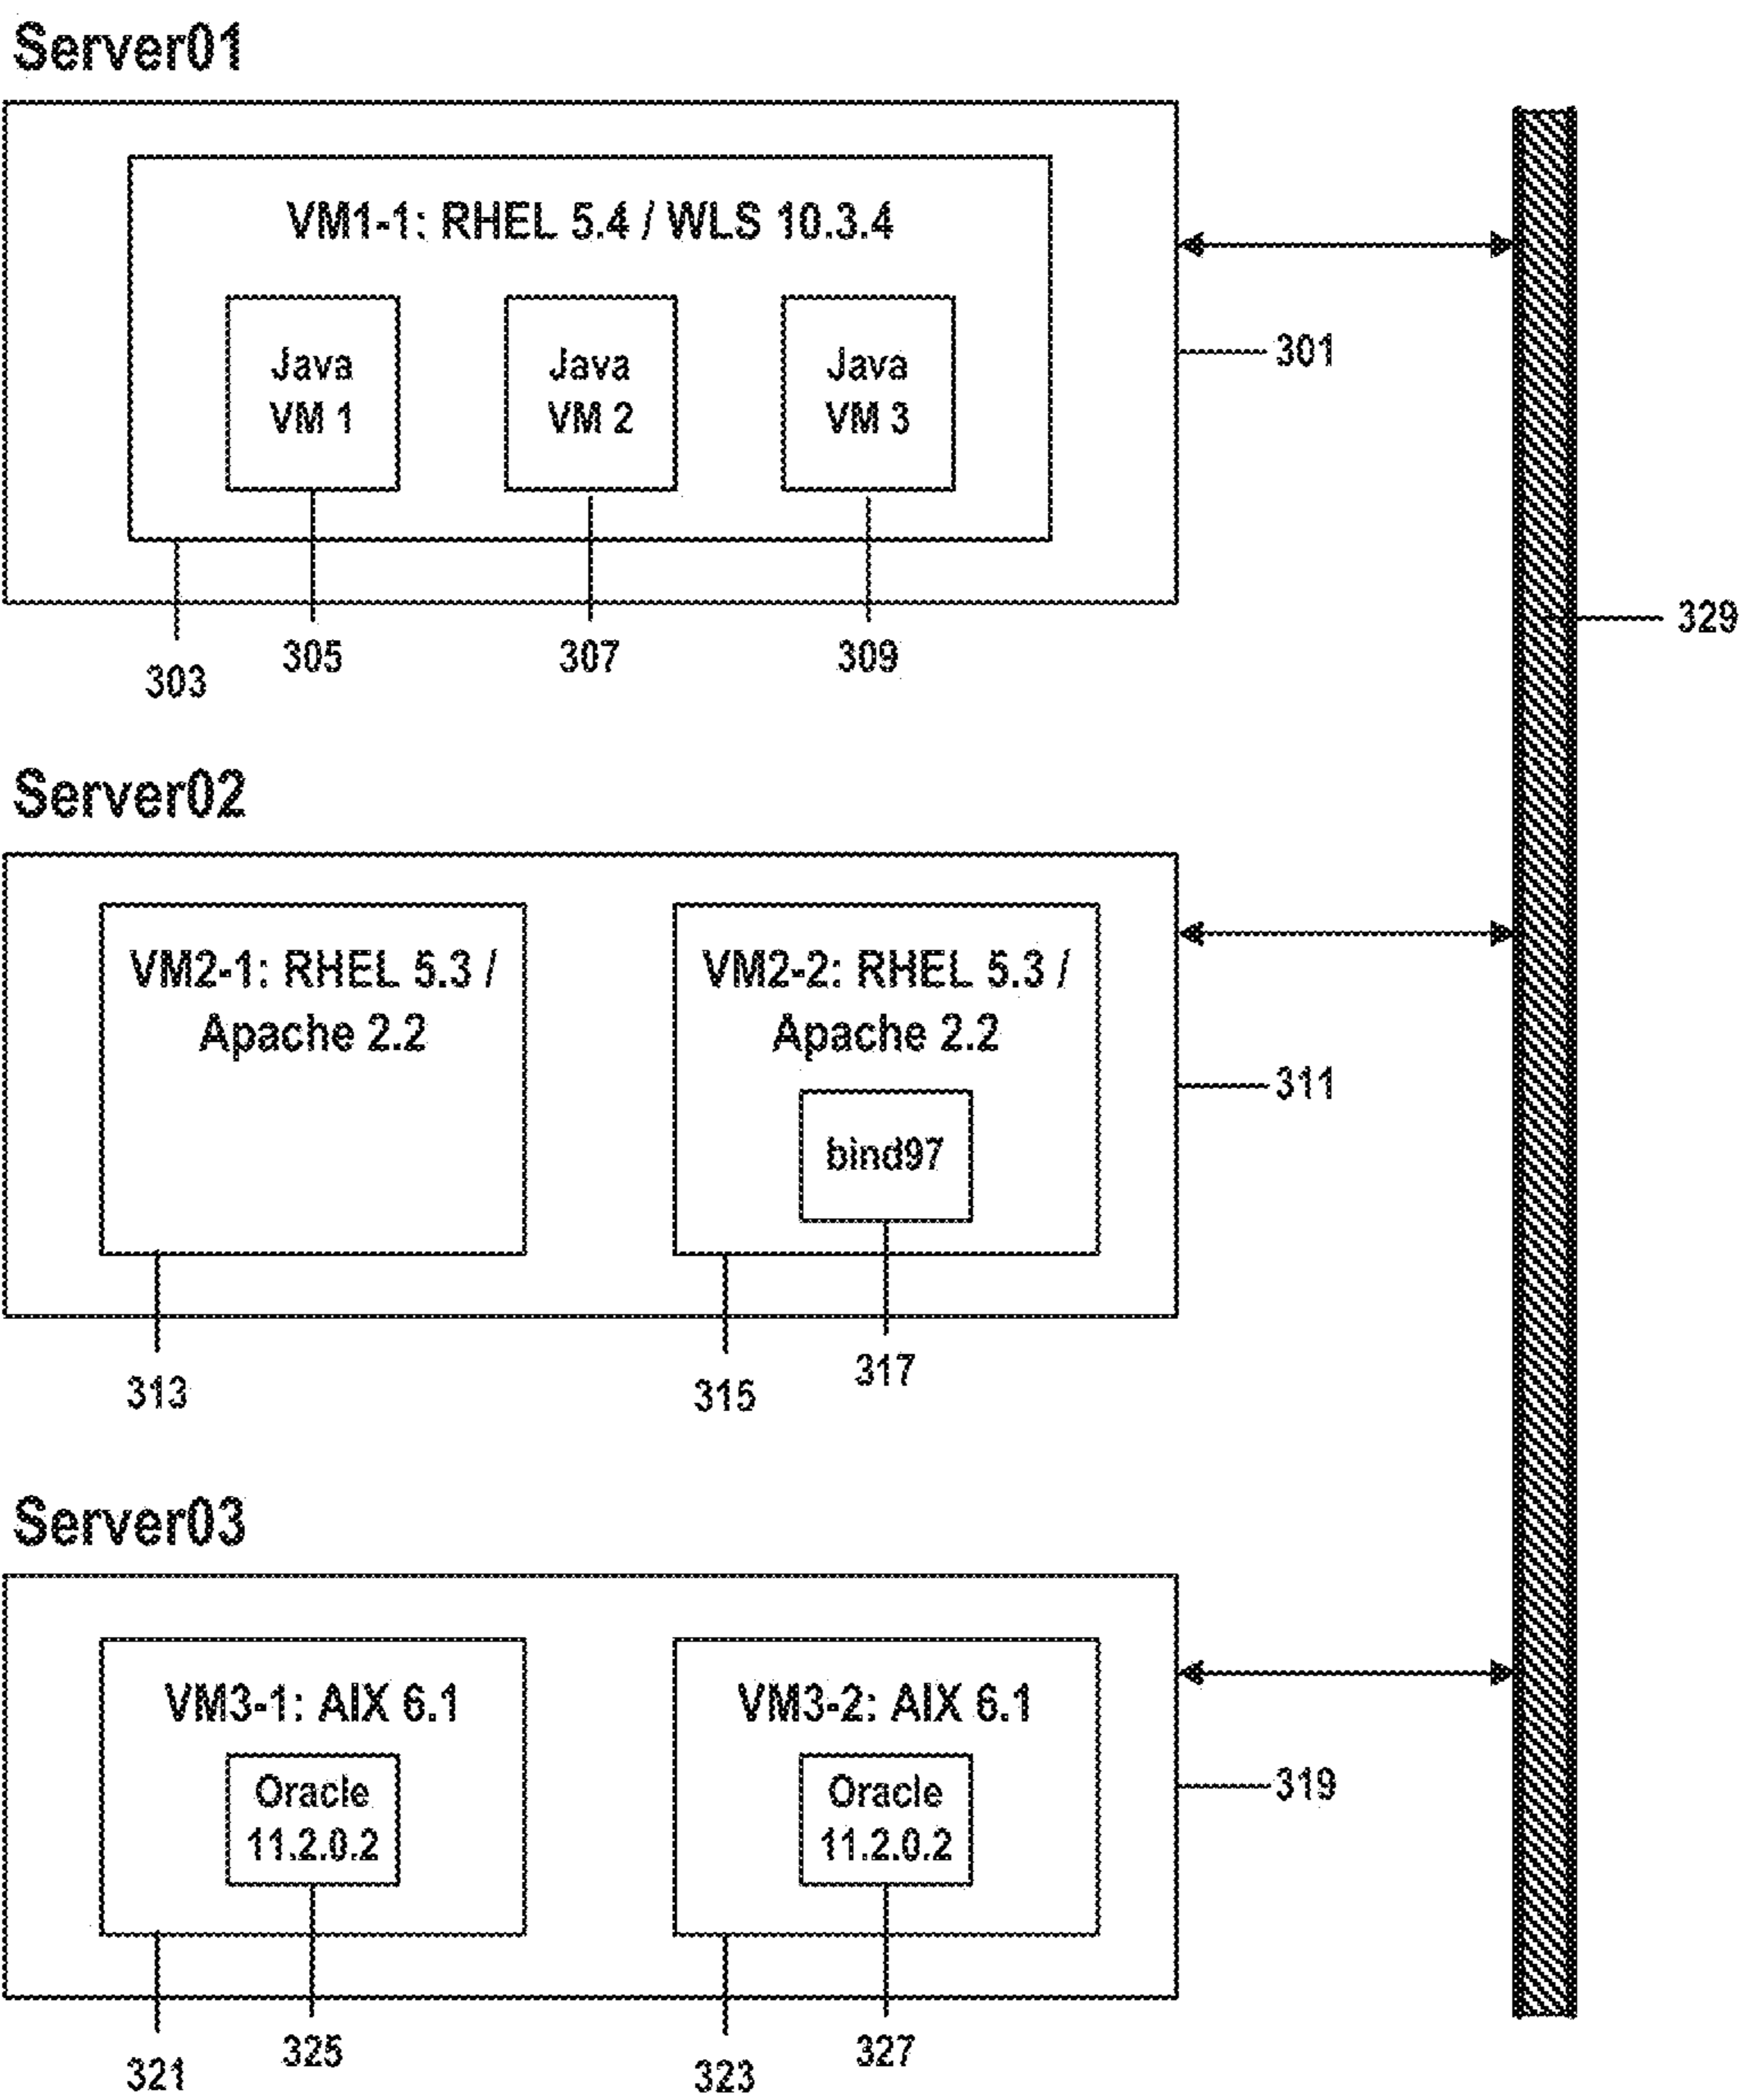 Server01
VM1-1: RHEL 5.4 / WLS 10.3.4
Java
VM 1
Java
VM 2
Java
VM 3
301
303
305
307
309
329
Server02
VM2-1: RHEL 5.3 /
Apache 2.2
VM2-2: RHEL 5.3 /
Apache 2.2
bind97
311
313
315
317
Server03
VM3-1: AIX 6.1
Oracle
11.2.0.2
VM3-2: AIX 6.1
Oracle
11.2.0.2
319
321
325
323
327